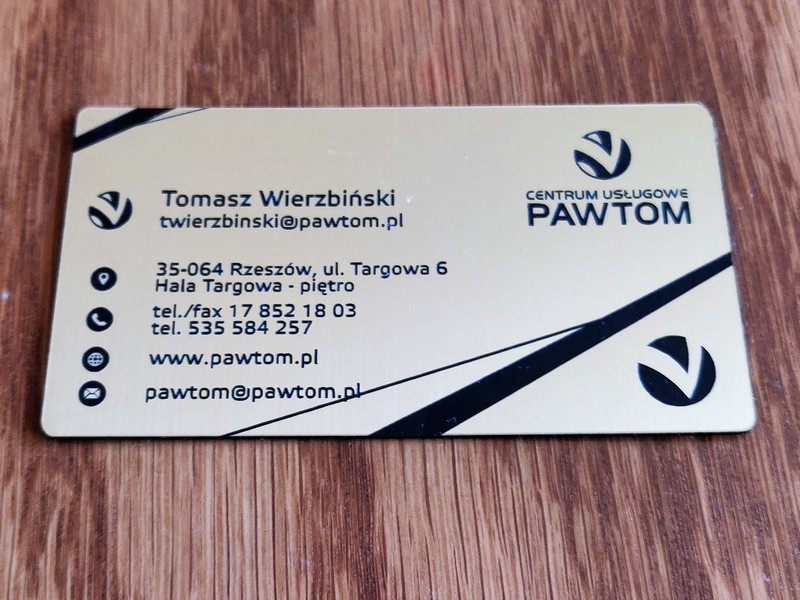 Tomasz Wierzbiński
twierzbinski@pawtom.pl
CENTRUM USŁUGOWE
PAWTOM
35-064 Rzeszów, ul. Targowa 6
Hala Targowa - piętro
tel./fax 17 852 18 03
tel. 535 584 257
www.pawtom.pl
pawtom@pawtom.pl